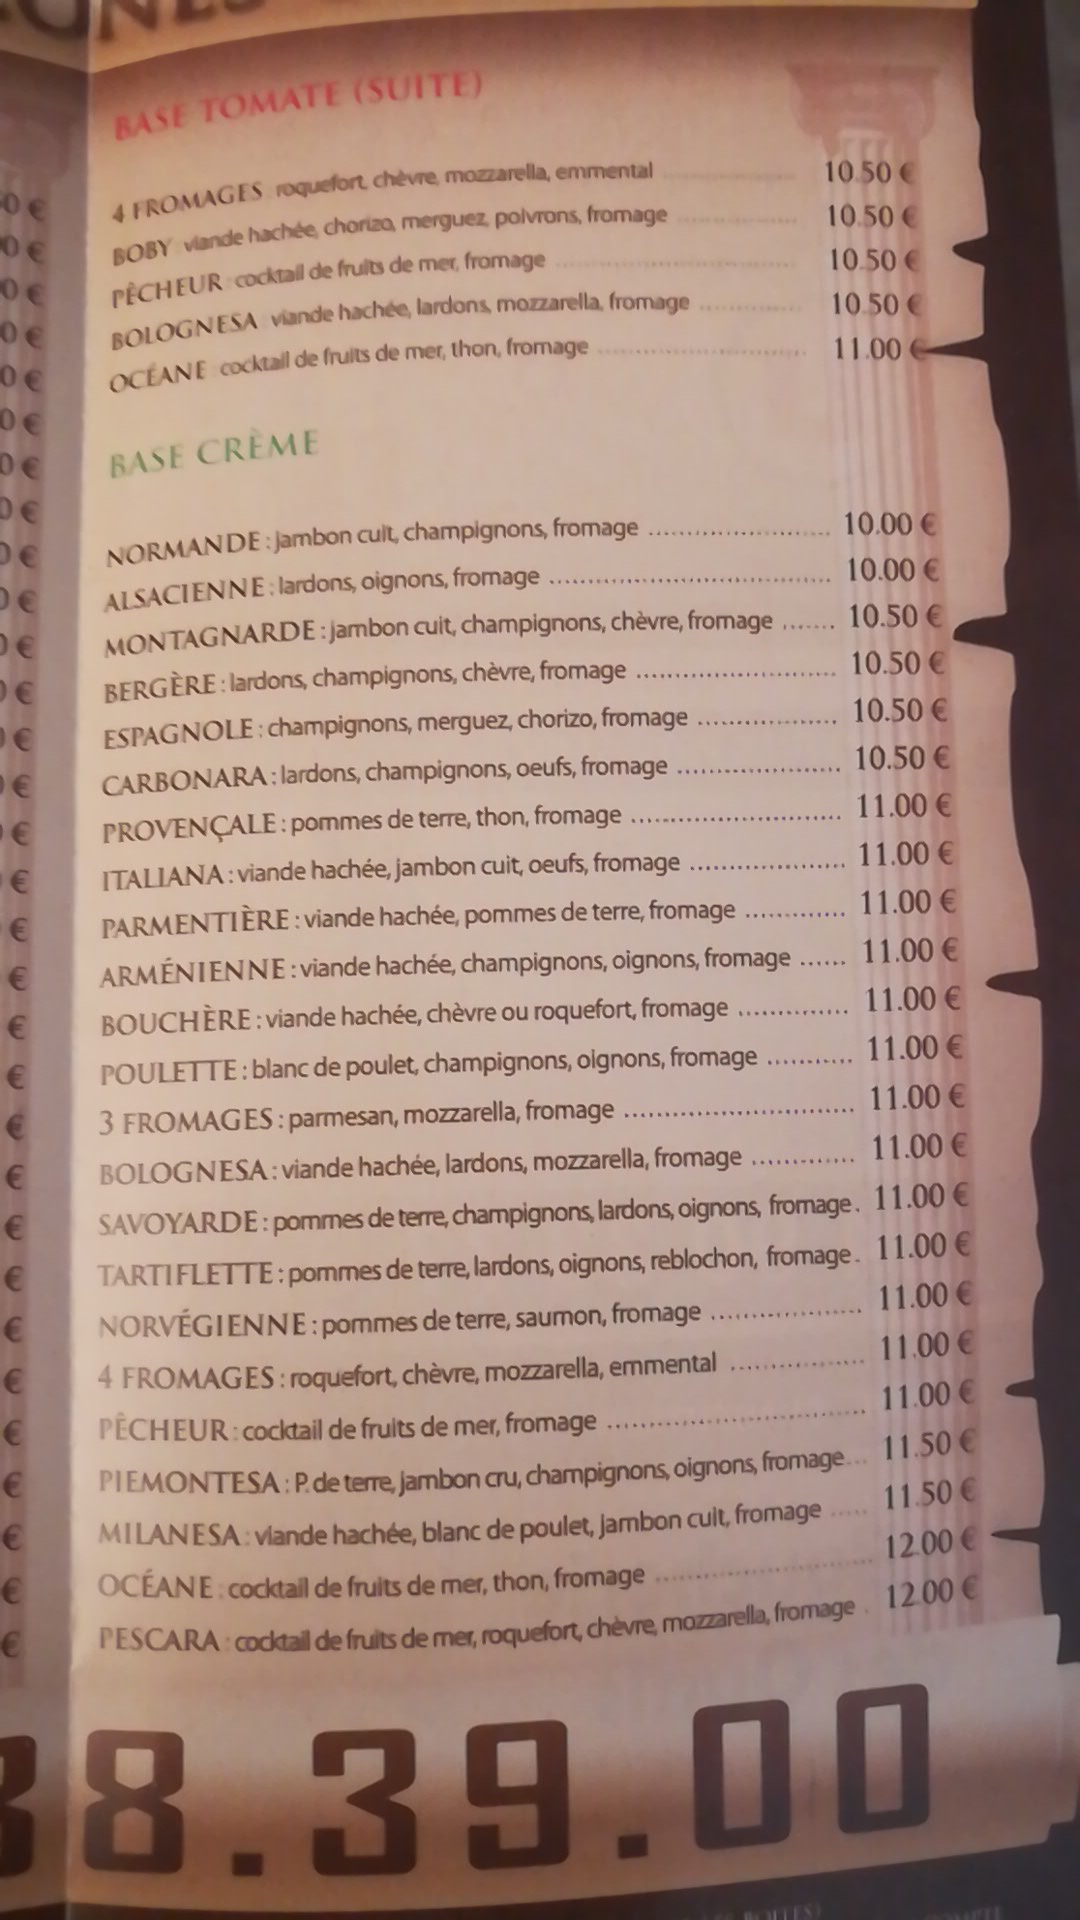 BASE TOMATE (SUITE)
4 FROMAGES roquefort, chèvre, mozzarella, emmental 10.50 €
BOBY viande hachée, chorizo, merguez, poivrons, fromage 10.50 €
PÊCHEUR : cocktail de fruits de mer, fromage 10.50 €
BOLOGNESA viande hachée, lardons, mozzarella, fromage 10.50 €
OCÉANE : cocktail de fruits de mer, thon, fromage 11.00 €
BASE CRÈME
NORMANDE : jambon cuit, champignons, fromage 10.00 €
ALSACIENNE : lardons, oignons, fromage 10.00 €
MONTAGNARDE : jambon cuit, champignons, chèvre, fromage 10.50 €
BERGÈRE : lardons, champignons, chèvre, fromage 10.50 €
ESPAGNOLE : champignons, merguez, chorizo, fromage 10.50 €
CARBONARA : lardons, champignons, oeufs, fromage 10.50 €
PROVENÇALE : pommes de terre, thon, fromage 11.00 €
ITALIANA : viande hachée, jambon cuit, oeufs, fromage 11.00 €
PARMENTIÈRE : viande hachée, pommes de terre, fromage 11.00 €
ARMÉNIENNE : viande hachée, champignons, oignons, fromage 11.00 €
BOUCHÈRE : viande hachée, chèvre ou roquefort, fromage 11.00 €
POULETTE : blanc de poulet, champignons, oignons, fromage 11.00 €
3 FROMAGES : parmesan, mozzarella, fromage 11.00 €
BOLOGNESA : viande hachée, lardons, mozzarella, fromage 11.00 €
SAVOYARDE : pommes de terre, champignons, lardons, oignons, fromage. 11.00 €
TARTIFLETTE : pommes de terre, lardons, oignons, reblochon, fromage. 11.00 €
NORVÉGIENNE : pommes de terre, saumon, fromage 11.00 €
4 FROMAGES : roquefort, chèvre, mozzarella, emmental 11.00 €
PÊCHEUR : cocktail de fruits de mer, fromage 11.00 €
PIEMONTESA : P. de terre, jambon cru, champignons, oignons, fromage... 11.50 €
MILANESA : viande hachée, blanc de poulet, jambon cuit, fromage 11.50 €
OCÉANE : cocktail de fruits de mer, thon, fromage 12.00 €
PESCARA : cocktail de fruits de mer, roquefort, chèvre, mozzarella, fromage 12.00 €
8.39.00